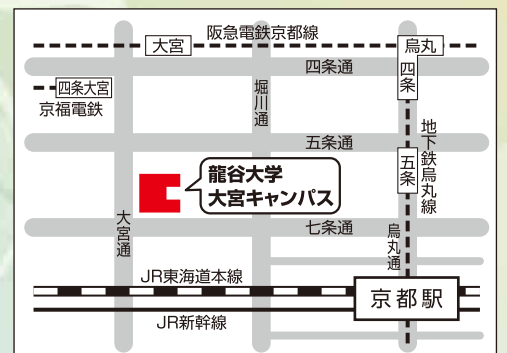 阪急電鉄京都線
大宮
烏丸
四条通
四条
四条大宮
京福電鉄
堀川通
五条通
地下鉄烏丸線
五条
龍谷大学
大宮キャンパス
大宮通
七条通
烏丸通
JR東海道本線
京都駅
JR新幹線